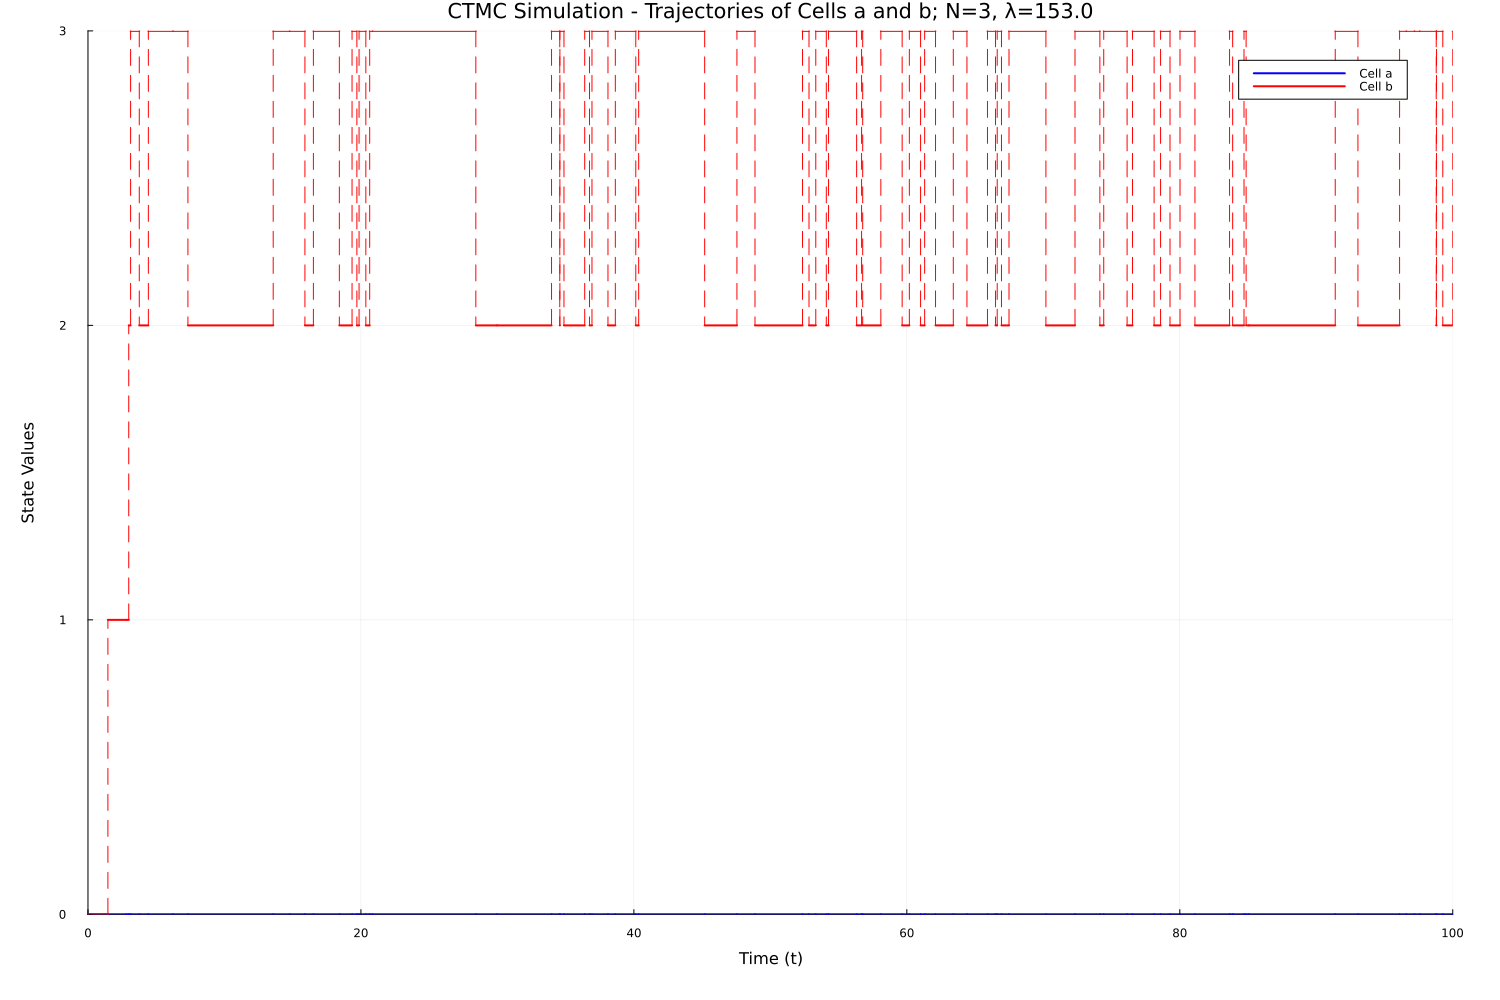 CTMC Simulation - Trajectories of Cells a and b; N=3, λ=153.0
3
Cell a
Cell b
2
State Values
1
0
0 20 40 60 80 100
Time (t)